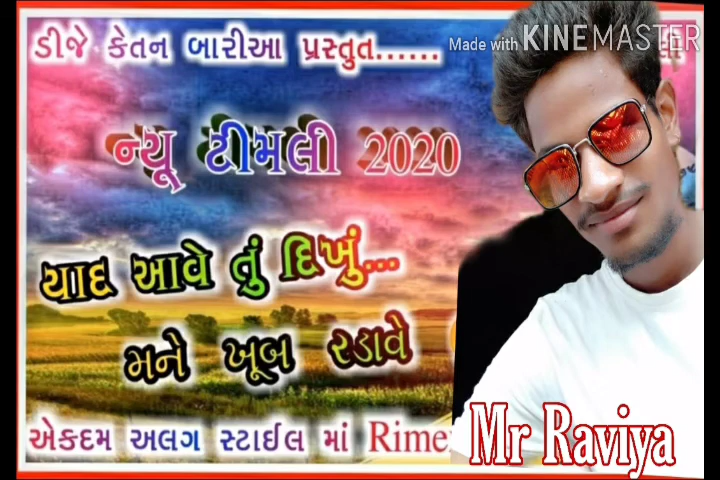 ડીજે કેતન બારીઆ પ્રસ્તુત......
Made with KINEMASTER
ન્યૂ ટીમલી 2020
યાદ આવે તું દિખું...
મને ખૂબ રડાવે
એકદમ અલગ સ્ટાઈલ માં Rime
Mr Raviya